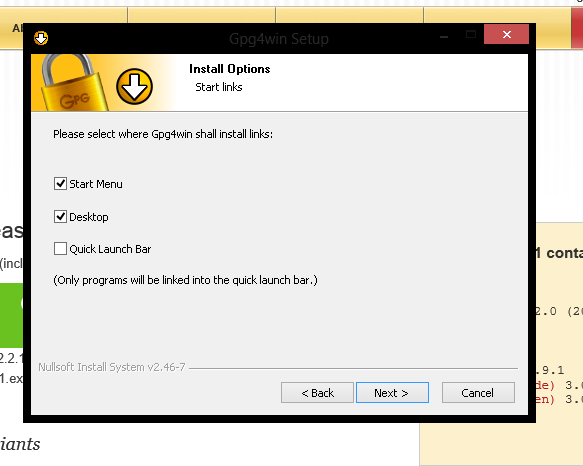 Gpg4win Setup
GPG
Install Options
Start links
Please select where Gpg4win shall install links:
Start Menu
Desktop
Quick Launch Bar
(Only programs will be linked into the quick launch bar.)
Nullsoft Install System v2.46-7
< Back
Next >
Cancel
(incl
2.2.1
1.ex
iants
1 conta
2.0 (20
.9.1
de) 3.0
en) 3.0